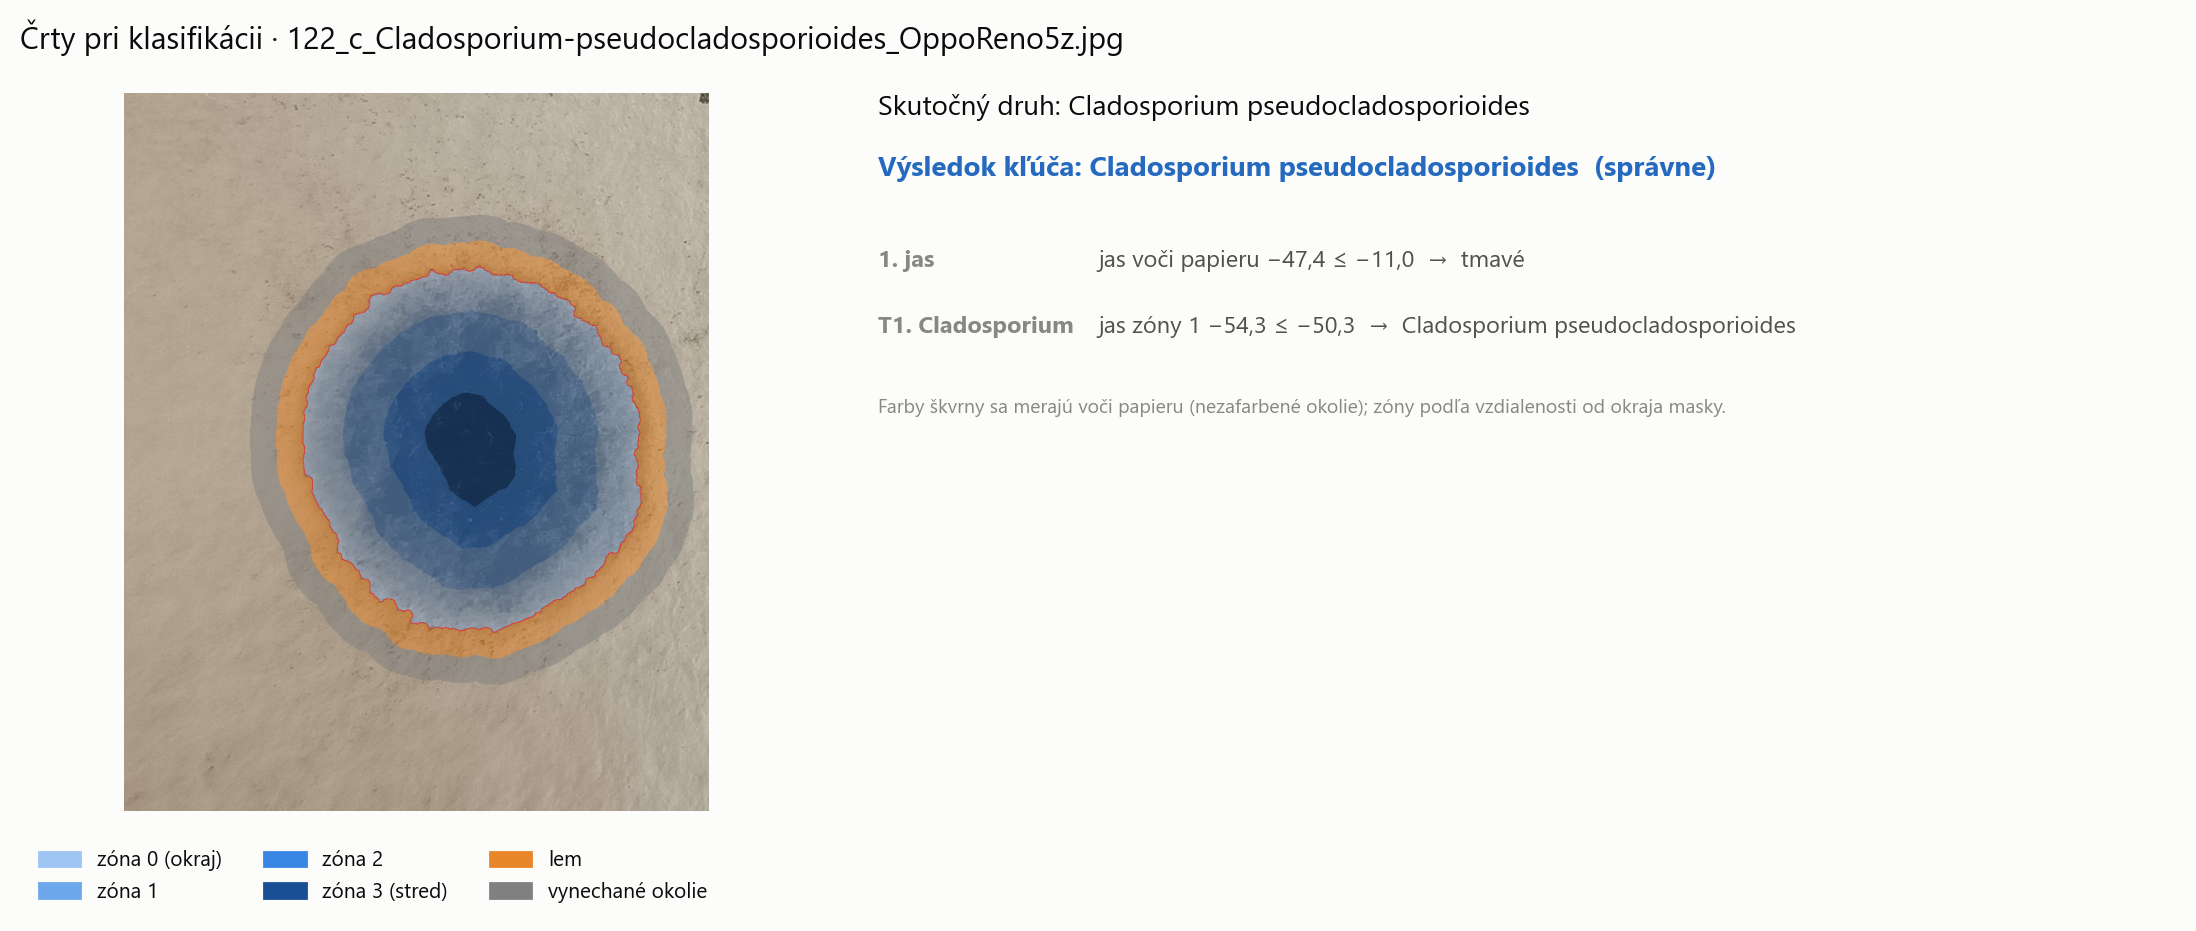 Črty pri klasifikácii · 122_c_Cladosporium-pseudocladosporioides_OppoReno5z.jpg
Skutočný druh: Cladosporium pseudocladosporioides
Výsledok kľúča: Cladosporium pseudocladosporioides (správne)
1. jas jas voči papieru −47,4 ≤ −11,0 → tmavé
T1. Cladosporium jas zóny 1 −54,3 ≤ −50,3 → Cladosporium pseudocladosporioides
Farby škvrny sa merajú voči papieru (nezafarbené okolie); zóny podľa vzdialenosti od okraja masky.
zóna 0 (okraj) zóna 2 lem
zóna 1 zóna 3 (stred) vynechané okolie